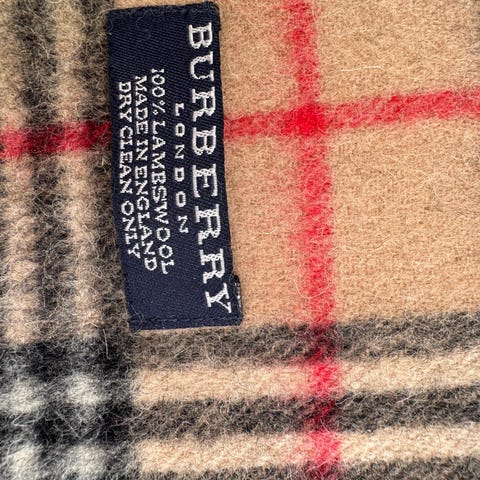 BURBERRY
LONDON
100% LAMBSWOOL
MADE IN ENGLAND
DRY CLEAN ONLY